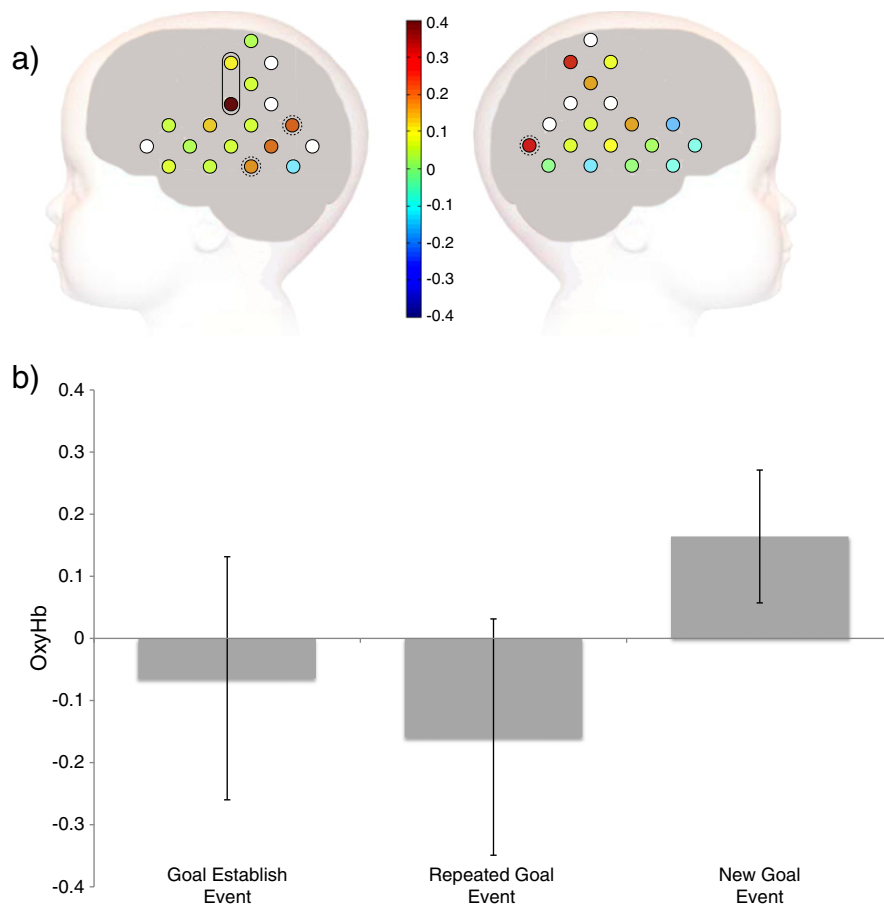 a)
0.4
0.3
0.2
0.1
0
-0.1
-0.2
-0.3
-0.4
b)
0.4
0.3
0.2
0.1
0
-0.1
-0.2
-0.3
-0.4
OxyHb
Goal Establish
Event
Repeated Goal
Event
New Goal
Event